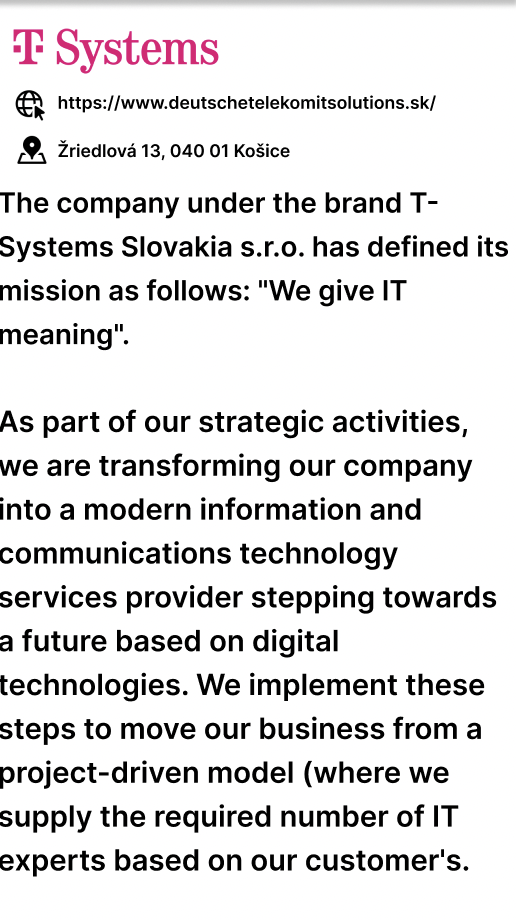 T Systems
https://www.deutschetelekomitsolutions.sk/
Žriedlová 13, 040 01 Košice
The company under the brand T-
Systems Slovakia s.r.o. has defined its
mission as follows: "We give IT
meaning".
As part of our strategic activities,
we are transforming our company
into a modern information and
communications technology
services provider stepping towards
a future based on digital
technologies. We implement these
steps to move our business from a
project-driven model (where we
supply the required number of IT
experts based on our customer's.